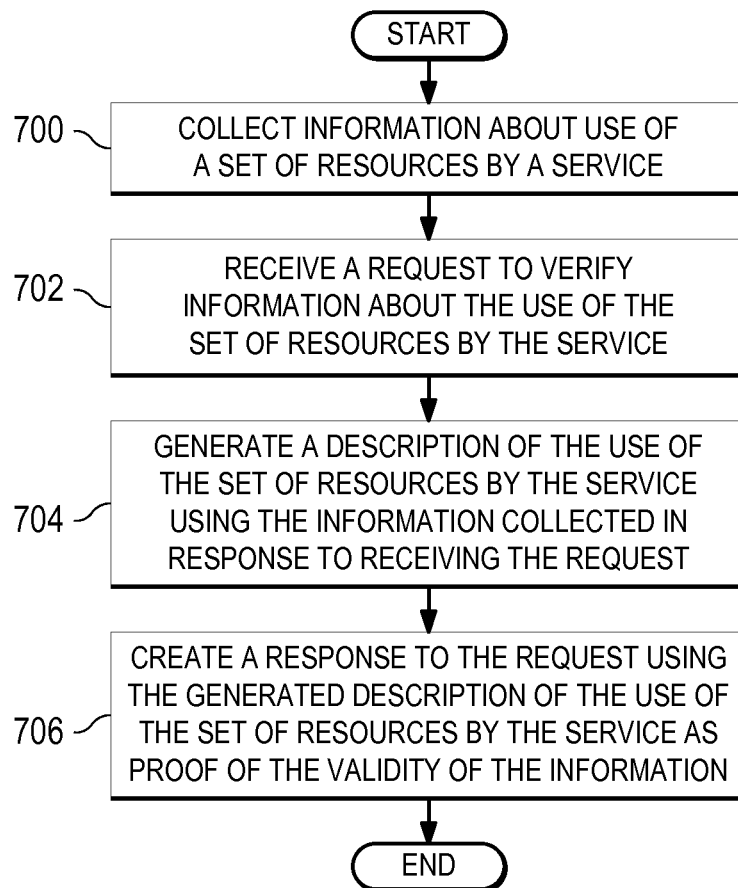 START
700
COLLECT INFORMATION ABOUT USE OF
A SET OF RESOURCES BY A SERVICE
702
RECEIVE A REQUEST TO VERIFY
INFORMATION ABOUT THE USE OF THE
SET OF RESOURCES BY THE SERVICE
704
GENERATE A DESCRIPTION OF THE USE OF
THE SET OF RESOURCES BY THE SERVICE
USING THE INFORMATION COLLECTED IN
RESPONSE TO RECEIVING THE REQUEST
706
CREATE A RESPONSE TO THE REQUEST USING
THE GENERATED DESCRIPTION OF THE USE OF
THE SET OF RESOURCES BY THE SERVICE AS
PROOF OF THE VALIDITY OF THE INFORMATION
END